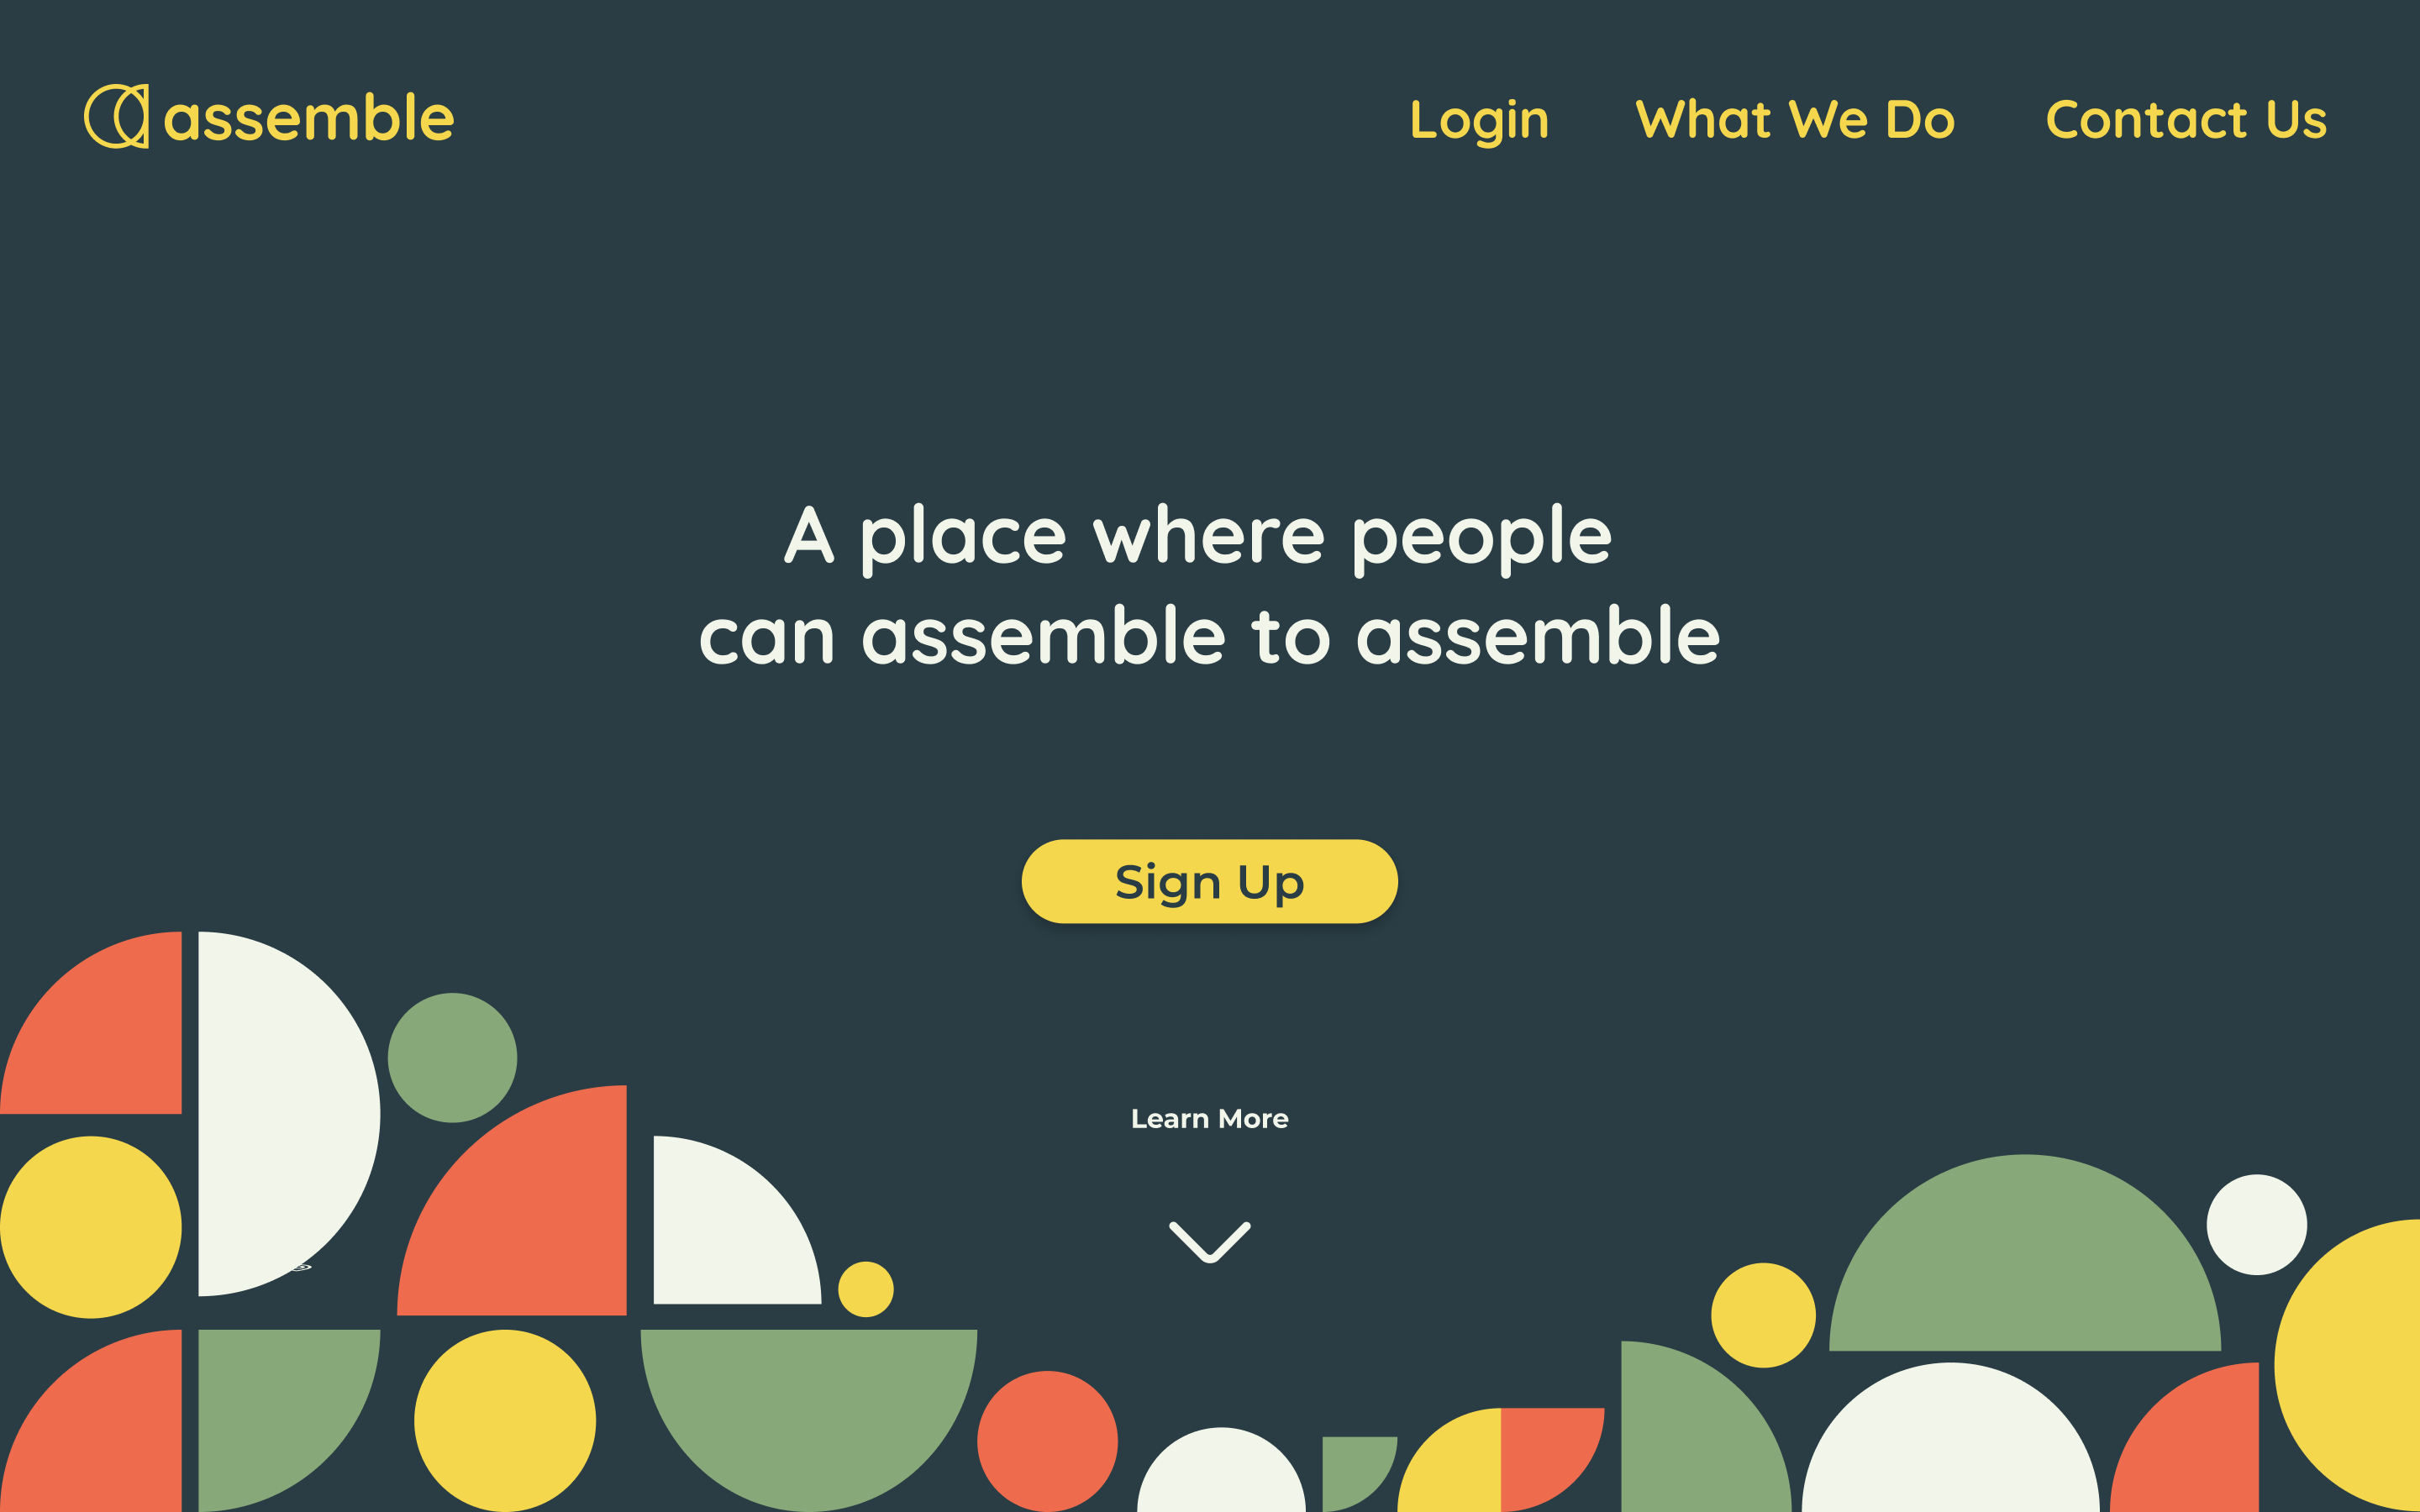 assemble
Login
What We Do
Contact Us
A place where people
can assemble to assemble
Sign Up
Learn More